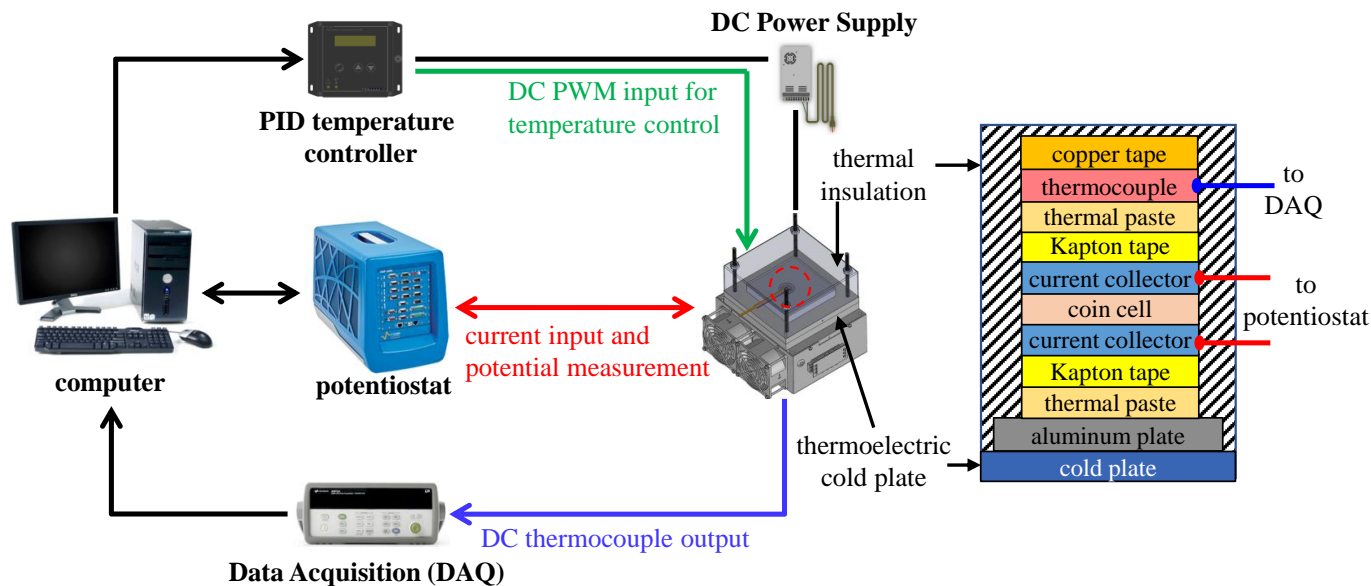 DC Power Supply
DC PWM input for
temperature control
PID temperature
controller
thermal
insulation
copper tape
thermocouple
thermal paste
Kapton tape
current collector
coin cell
current collector
Kapton tape
thermal paste
aluminum plate
cold plate
to
DAQ
to
potentiostat
computer
potentiostat
current input and
potential measurement
thermoelectric
cold plate
DC thermocouple output
Data Acquisition (DAQ)